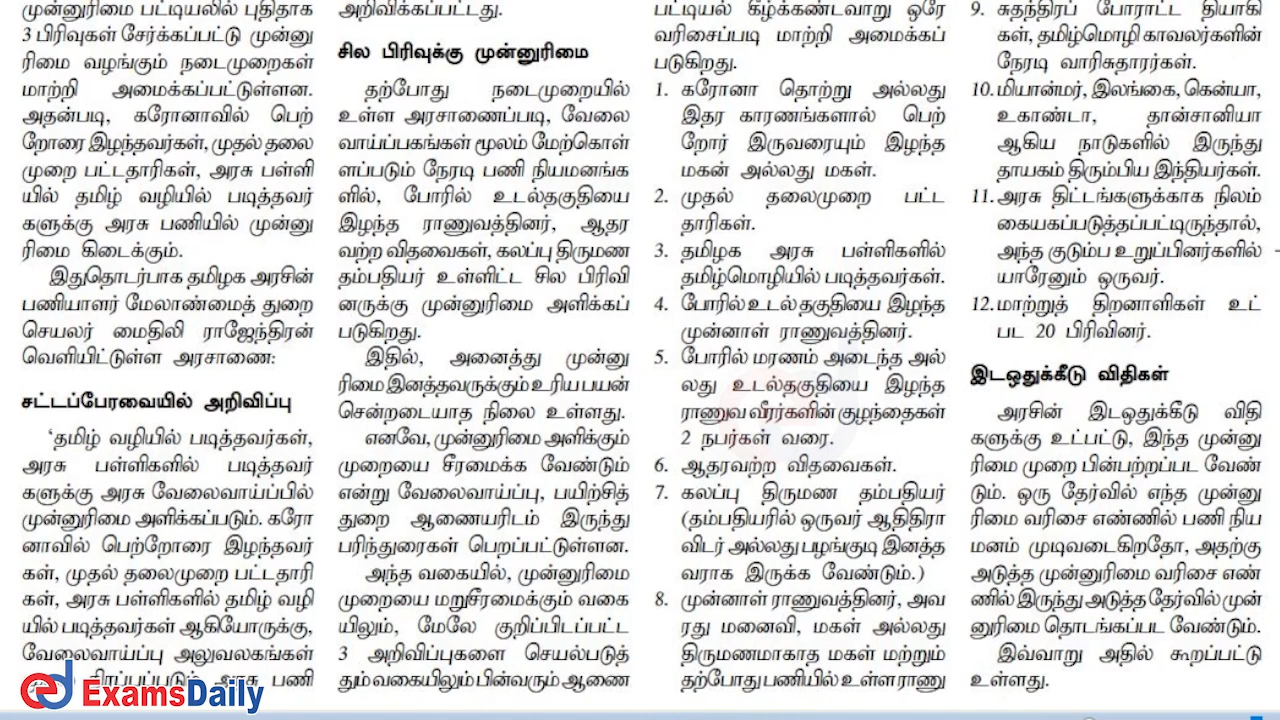 முன்னுரிமை பட்டியலில் புதிதாக
3 பிரிவுகள் சேர்க்கப்பட்டு முன்னு
ரிமை வழங்கும் நடைமுறைகள்
மாற்றி அமைக்கப்பட்டுள்ளன.
அதன்படி, கரோனாவில் பெற்
றோரை இழந்தவர்கள், முதல் தலை
முறை பட்டதாரிகள், அரசு பள்ளி
யில் தமிழ் வழியில் படித்தவர்
களுக்கு அரசு பணியில் முன்னு
ரிமை கிடைக்கும்.
இதுதொடர்பாக தமிழக அரசின்
பணியாளர் மேலாண்மைத் துறை
செயலர் மைதிலி ராஜேந்திரன்
வெளியிட்டுள்ள அரசாணை:
சட்டப்பேரவையில் அறிவிப்பு
‘தமிழ் வழியில் படித்தவர்கள்,
அரசு பள்ளிகளில் படித்தவர்
களுக்கு அரசு வேலைவாய்ப்பில்
முன்னுரிமை அளிக்கப்படும். கரோ
னாவில் பெற்றோரை இழந்தவர்
கள், முதல் தலைமுறை பட்டதாரி
கள், அரசு பள்ளிகளில் தமிழ் வழி
யில் படித்தவர்கள் ஆகியோருக்கு,
வேலைவாய்ப்பு அலுவலகங்கள்
அரசு பணி
அறிவிக்கப்பட்டது.
சில பிரிவுக்கு முன்னுரிமை
தற்போது நடைமுறையில்
உள்ள அரசாணைப்படி, வேலை
வாய்ப்பகங்கள் மூலம் மேற்கொள்
ளப்படும் நேரடி பணி நியமனங்க
ளில், போரில் உடல்தகுதியை
இழந்த ராணுவத்தினர், ஆதர
வற்ற விதவைகள், கலப்பு திருமண
தம்பதியர் உள்ளிட்ட சில பிரிவி
னருக்கு முன்னுரிமை அளிக்கப்
படுகிறது.
இதில், அனைத்து முன்னு
ரிமை இனத்தவருக்கும் உரிய பயன்
சென்றடையாத நிலை உள்ளது.
எனவே, முன்னுரிமை அளிக்கும்
முறையை சீரமைக்க வேண்டும்
என்று வேலைவாய்ப்பு, பயிற்சித்
துறை ஆணையரிடம் இருந்து
பரிந்துரைகள் பெறப்பட்டுள்ளன.
அந்த வகையில், முன்னுரிமை
முறையை மறுசீரமைக்கும் வகை
யிலும், மேலே குறிப்பிடப்பட்ட
3 அறிவிப்புகளை செயல்படுத்
தும் வகையிலும் பின்வரும் ஆணை
பட்டியல் கீழ்க்கண்டவாறு ஒரே
வரிசைப்படி மாற்றி அமைக்கப்
படுகிறது.
1. கரோனா தொற்று அல்லது
இதர காரணங்களால் பெற்
றோர் இருவரையும் இழந்த
மகன் அல்லது மகள்.
2. முதல் தலைமுறை பட்ட
தாரிகள்.
3. தமிழக அரசு பள்ளிகளில்
தமிழ்மொழியில் படித்தவர்கள்.
4. போரில் உடல் தகுதியை இழந்த
முன்னாள் ராணுவத்தினர்.
5. போரில் மரணம் அடைந்த அல்
லது உடல்தகுதியை இழந்த
ராணுவ வீரர்களின் குழந்தைகள்
2 நபர்கள் வரை.
6. ஆதரவற்ற விதவைகள்.
7. கலப்பு திருமண தம்பதியர்
(தம்பதியரில் ஒருவர் ஆதிதிரா
விடர் அல்லது பழங்குடி இனத்த
வராக இருக்க வேண்டும்.)
8. முன்னாள் ராணுவத்தினர், அவ
ரது மனைவி, மகன் அல்லது
திருமணமாகாத மகள் மற்றும்
தற்போது பணியில் உள்ள ராணு
9. சுதந்திரப் போராட்ட தியாகி
கள், தமிழ்மொழி காவலர்களின்
நேரடி வாரிசுதாரர்கள்.
10. மியான்மர், இலங்கை, கென்யா,
உகாண்டா, தான்சானியா
ஆகிய நாடுகளில் இருந்து
தாயகம் திரும்பிய இந்தியர்கள்.
11. அரசு திட்டங்களுக்காக நிலம்
கையகப்படுத்தப்பட்டிருந்தால்,
அந்த குடும்ப உறுப்பினர்களில்
யாரேனும் ஒருவர்.
12. மாற்றுத் திறனாளிகள் உட்
பட 20 பிரிவினர்.
இடஒதுக்கீடு விதிகள்
அரசின் இடஒதுக்கீடு விதி
களுக்கு உட்பட்டு, இந்த முன்னு
ரிமை முறை பின்பற்றப்பட வேண்
டும். ஒரு தேர்வில் எந்த முன்னு
ரிமை வரிசை எண்ணில் பணி நிய
மனம் முடிவடைகிறதோ, அதற்கு
அடுத்த முன்னுரிமை வரிசை எண்
ணில் இருந்து அடுத்த தேர்வில் முன்
னுரிமை தொடங்கப்பட வேண்டும்.
இவ்வாறு அதில் கூறப்பட்டு
உள்ளது.
ExamsDaily